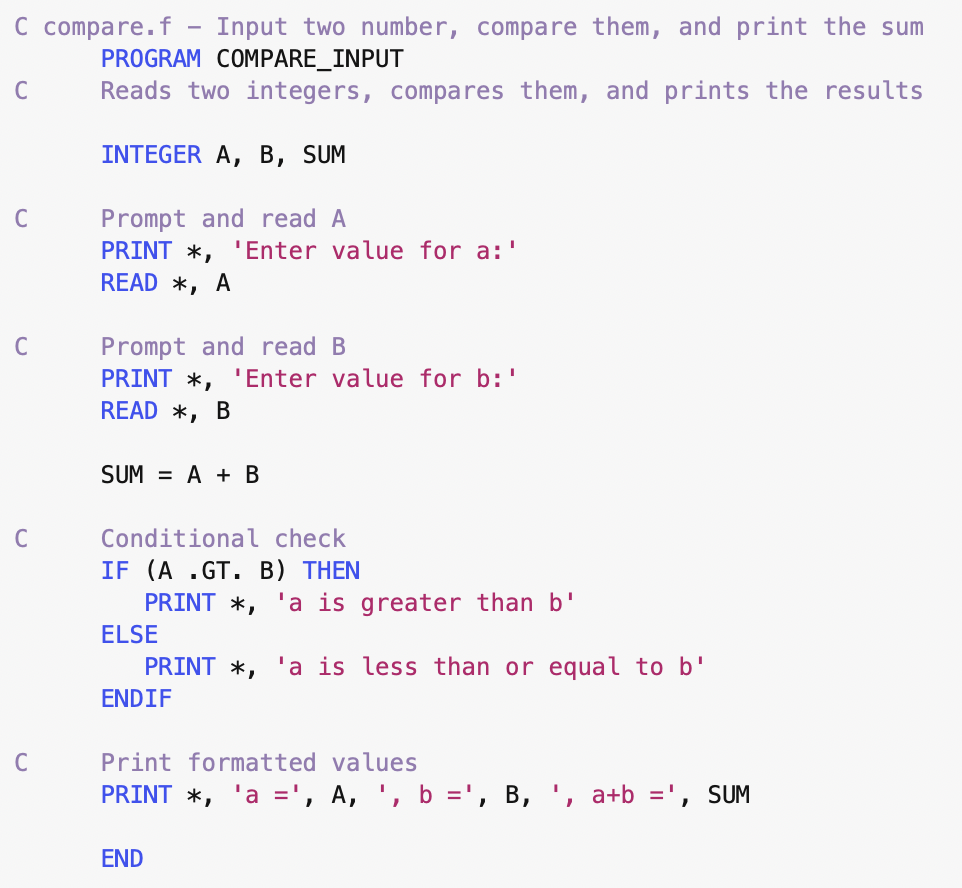 C compare.f – Input two number, compare them, and print the sum
      PROGRAM COMPARE_INPUT
C     Reads two integers, compares them, and prints the results
      INTEGER A, B, SUM
C     Prompt and read A
      PRINT *, 'Enter value for a:'
      READ *, A
C     Prompt and read B
      PRINT *, 'Enter value for b:'
      READ *, B
      SUM = A + B
C     Conditional check
      IF (A .GT. B) THEN
         PRINT *, 'a is greater than b'
      ELSE
         PRINT *, 'a is less than or equal to b'
      ENDIF
C     Print formatted values
      PRINT *, 'a =', A, ', b =', B, ', a+b =', SUM
      END